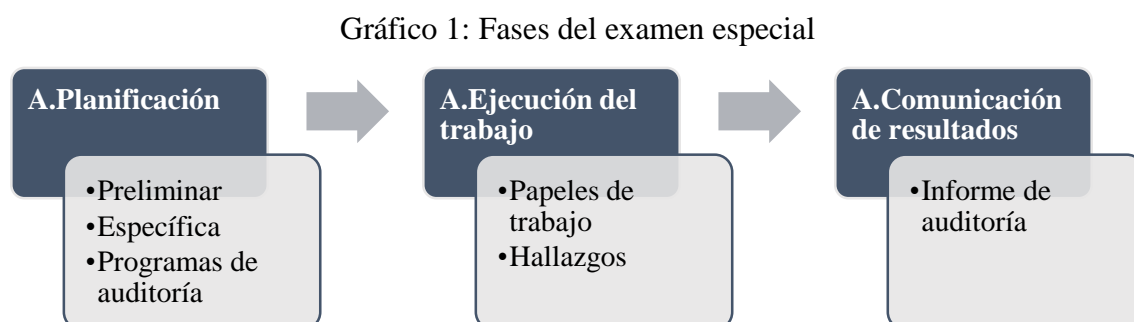 Gráfico 1: Fases del examen especial
A.Planificación
•Preliminar
•Específica
•Programas de
auditoría
A.Ejecución del
trabajo
•Papeles de
trabajo
•Hallazgos
A.Comunicación
de resultados
•Informe de
auditoría